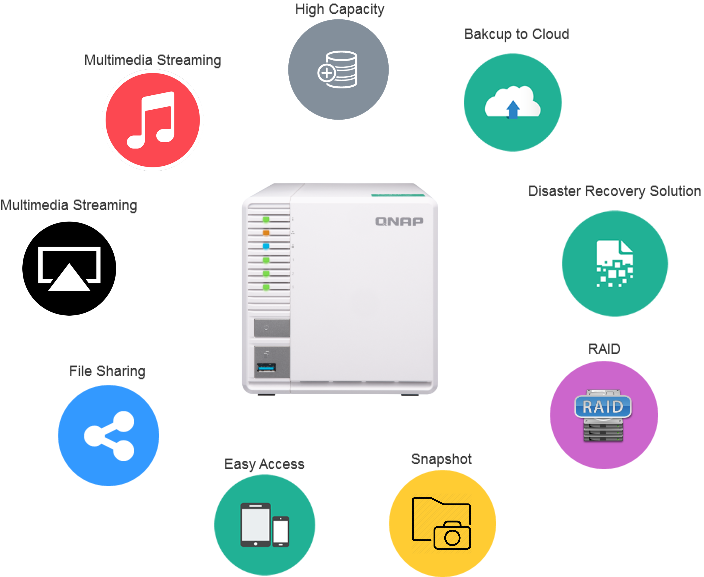 High Capacity
Bakcup to Cloud
Multimedia Streaming
Disaster Recovery Solution
Multimedia Streaming
QNAP
RAID
RAID
File Sharing
Snapshot
Easy Access